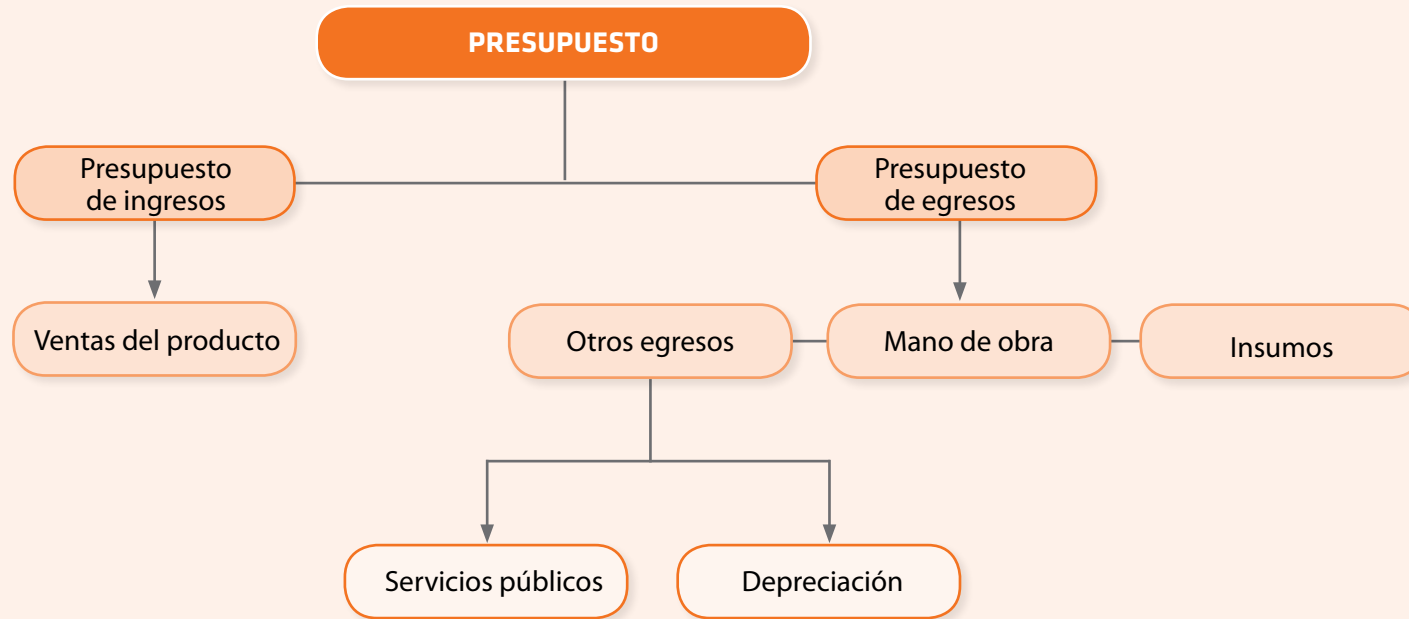 PRESUPUESTO
Presupuesto
de ingresos
Presupuesto
de egresos
Ventas del producto
Otros egresos
Mano de obra
Insumos
Servicios públicos
Depreciación